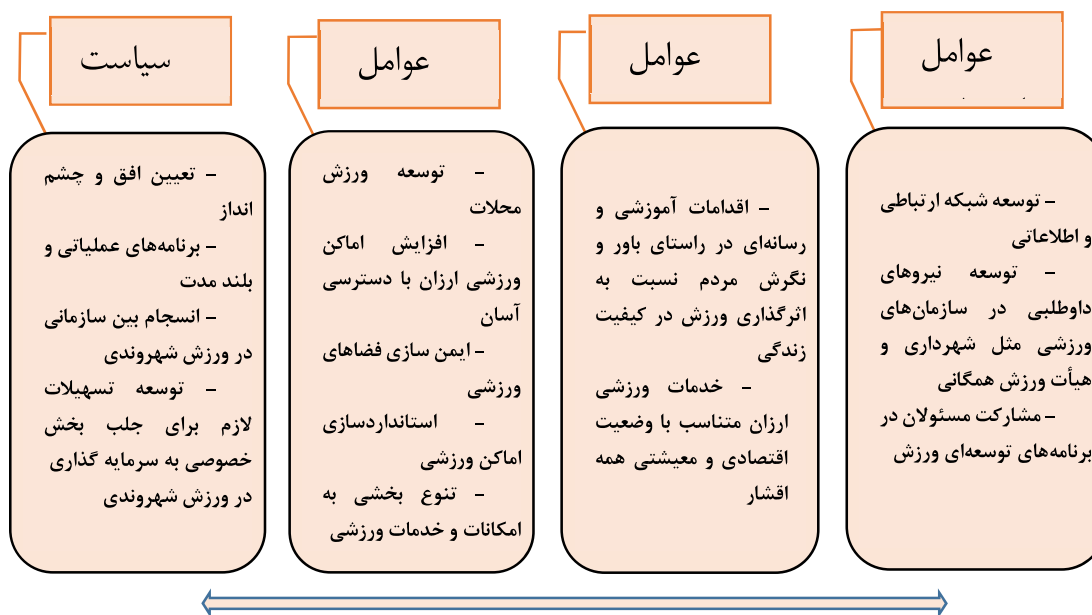 عوامل
- توسعه شبکه ارتباطی
و اطلاعاتی
- توسعه نیروهای
داوطلبی در سازمان‌های
ورزشی مثل شهرداری و
هیأت ورزش همگانی
- مشارکت مسئولان در
برنامه‌های توسعه‌ای ورزش
عوامل
- اقدامات آموزشی و
رسانه‌ای در راستای باور و
نگرش مردم نسبت به
اثرگذاری ورزش در کیفیت
زندگی
- خدمات ورزشی
ارزان متناسب با وضعیت
اقتصادی و معیشتی همه
اقشار
عوامل
- توسعه ورزش
محلات
- افزایش اماکن
ورزشی ارزان با دسترسی
آسان
- ایمن سازی فضاهای
ورزشی
- استانداردسازی
اماکن ورزشی
- تنوع بخشی به
امکانات و خدمات ورزشی
سیاست
- تعیین افق و چشم
انداز
- برنامه‌های عملیاتی و
بلند مدت
- انسجام بین سازمانی
در ورزش شهروندی
- توسعه تسهیلات
لازم برای جلب بخش
خصوصی به سرمایه گذاری
در ورزش شهروندی